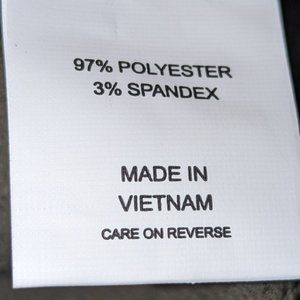 97% POLYESTER
3% SPANDEX
MADE IN
VIETNAM
CARE ON REVERSE